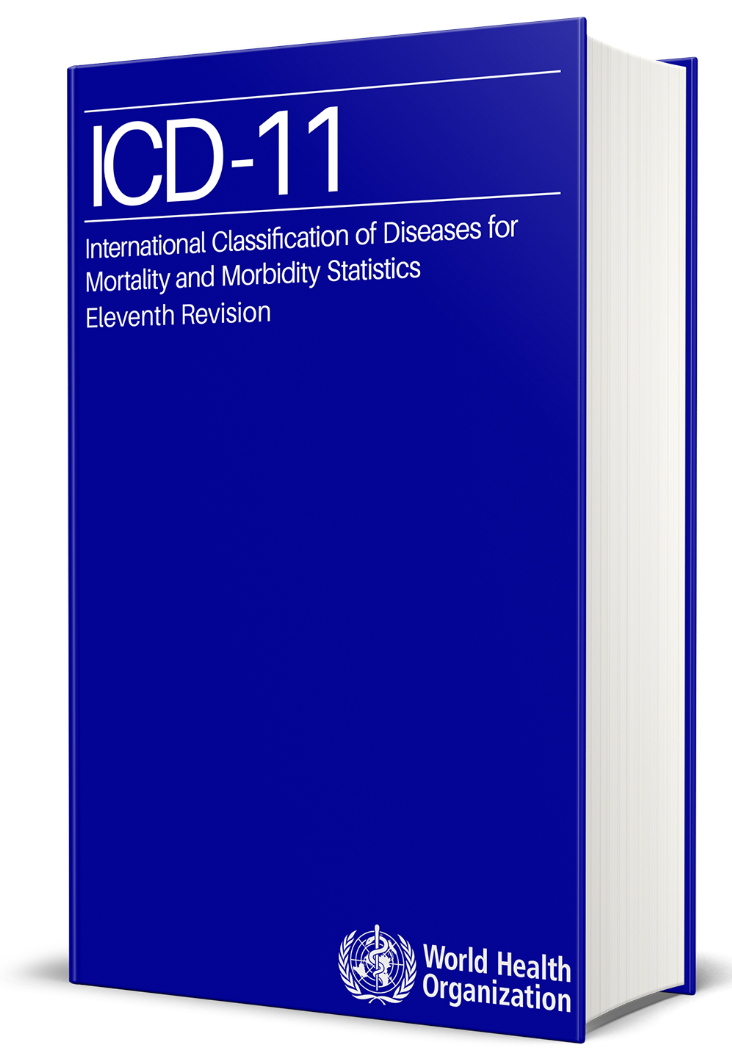 ICD-11
International Classification of Diseases for
Mortality and Morbidity Statistics
Eleventh Revision
World Health
Organization